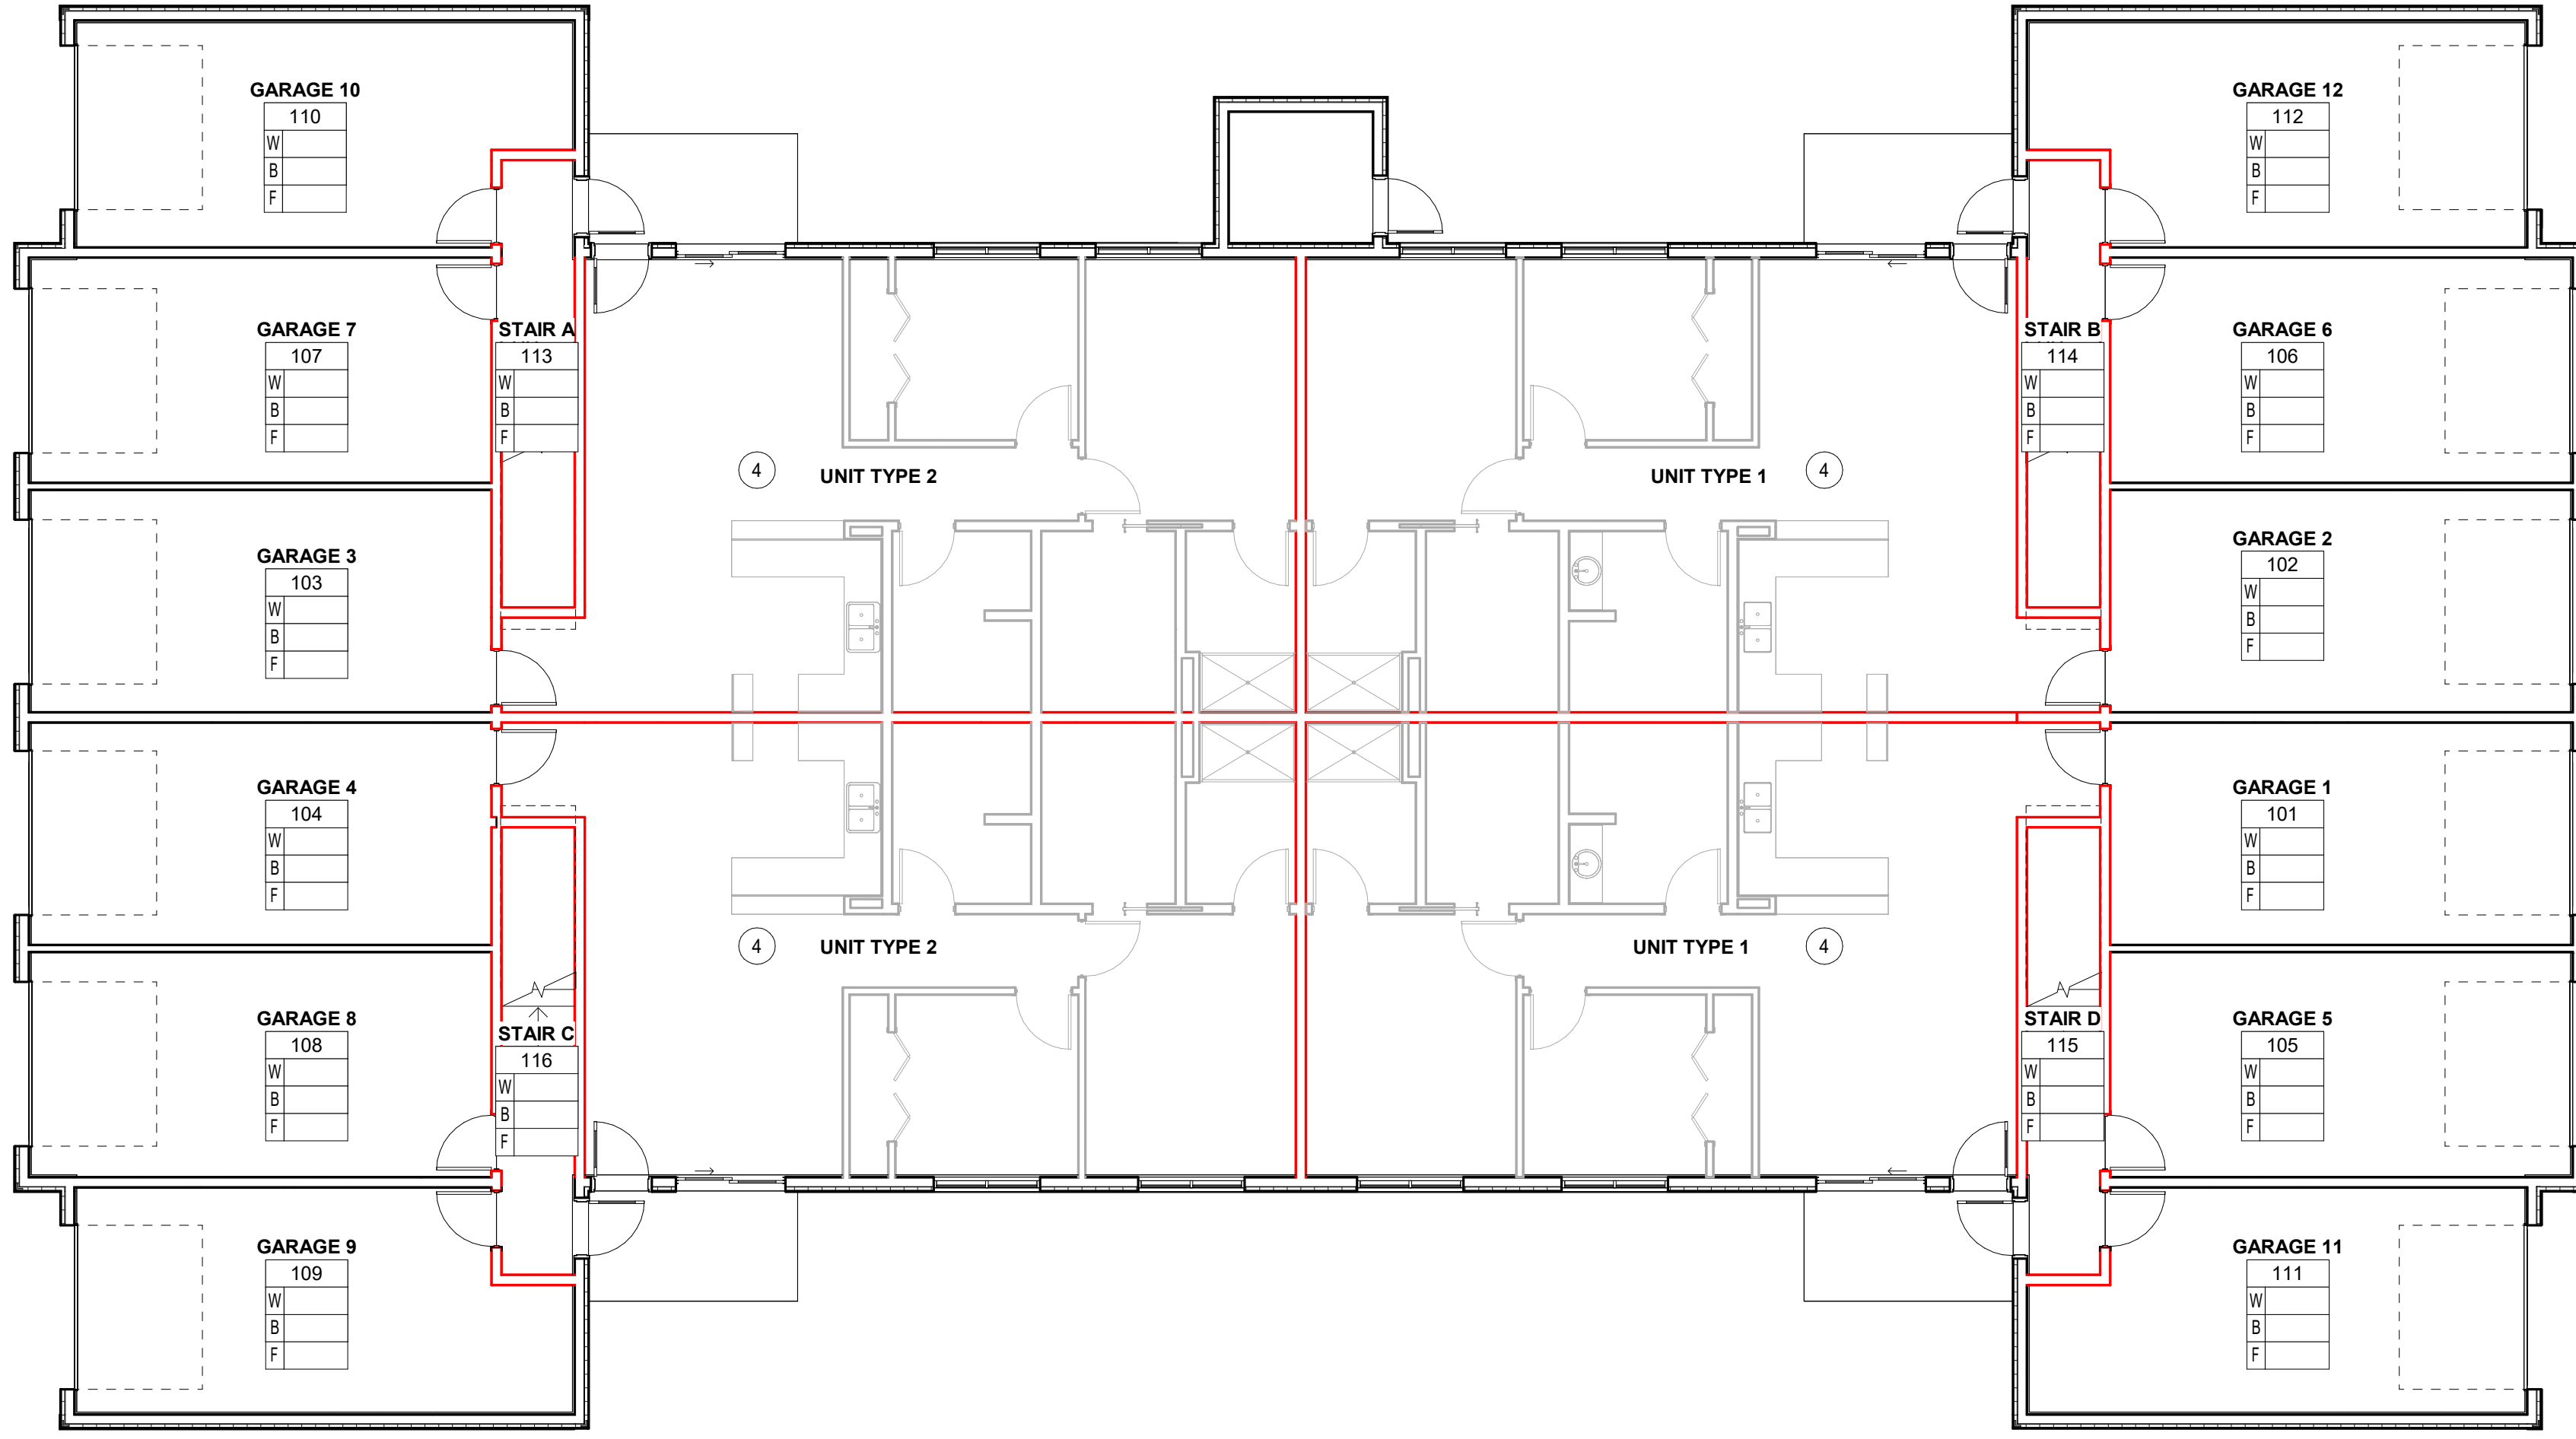 GARAGE 10
110
W
B
F
GARAGE 12
112
W
B
F
GARAGE 7
107
W
B
F
STAIR A
113
W
B
F
STAIR B
114
W
B
F
GARAGE 6
106
W
B
F
4
UNIT TYPE 2
UNIT TYPE 1
4
GARAGE 3
103
W
B
F
GARAGE 2
102
W
B
F
GARAGE 4
104
W
B
F
GARAGE 1
101
W
B
F
4
UNIT TYPE 2
UNIT TYPE 1
4
GARAGE 8
108
W
B
F
STAIR C
116
W
B
F
STAIR D
115
W
B
F
GARAGE 5
105
W
B
F
GARAGE 9
109
W
B
F
GARAGE 11
111
W
B
F